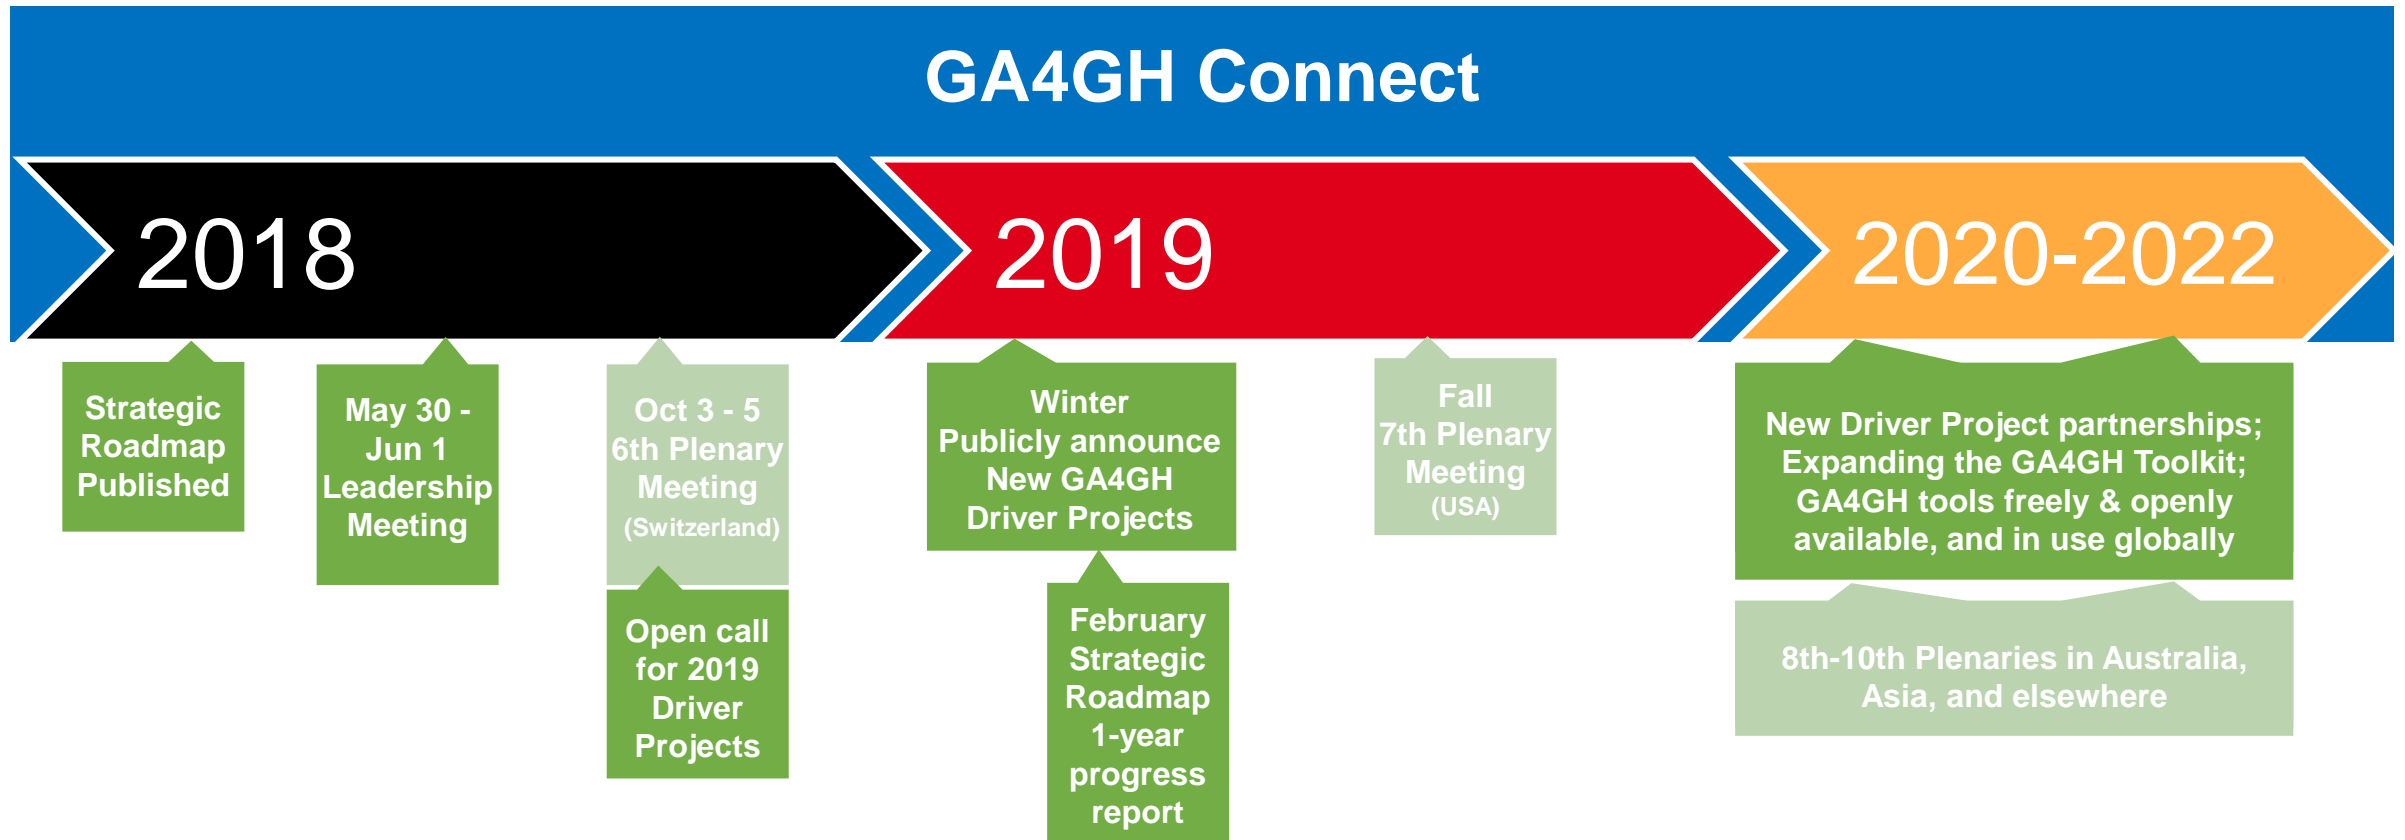 GA4GH Connect
2018
2019
2020-2022
Strategic
Roadmap
Published
May 30 -
Jun 1
Leadership
Meeting
Oct 3 - 5
6th Plenary
Meeting
(Switzerland)
Open call
for 2019
Driver
Projects
Winter
Publicly announce
New GA4GH
Driver Projects
February
Strategic
Roadmap
1-year
progress
report
Fall
7th Plenary
Meeting
(USA)
New Driver Project partnerships;
Expanding the GA4GH Toolkit;
GA4GH tools freely & openly
available, and in use globally
8th-10th Plenaries in Australia,
Asia, and elsewhere